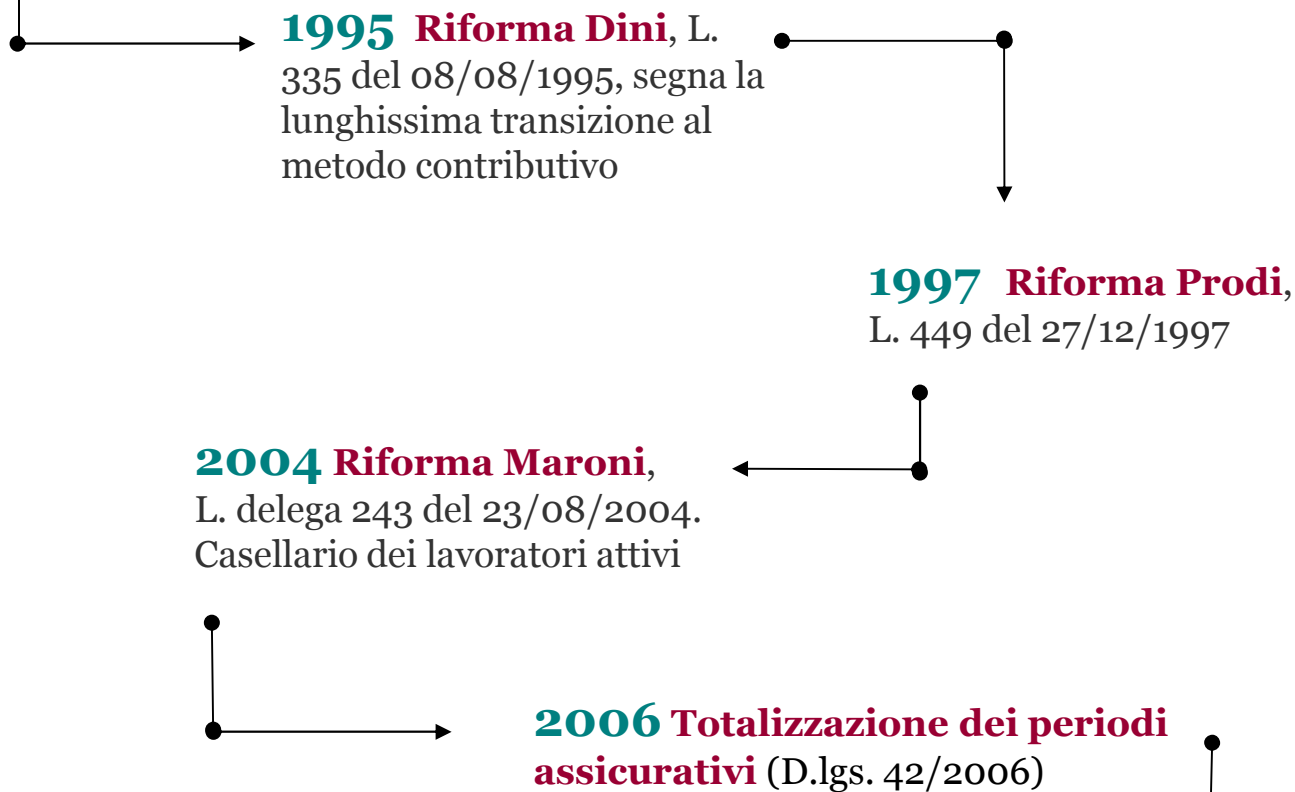 1995 Riforma Dini, L.
335 del 08/08/1995, segna la
lunghissima transizione al
metodo contributivo
1997 Riforma Prodi,
L. 449 del 27/12/1997
2004 Riforma Maroni,
L. delega 243 del 23/08/2004.
Casellario dei lavoratori attivi
2006 Totalizzazione dei periodi
assicurativi (D.lgs. 42/2006)